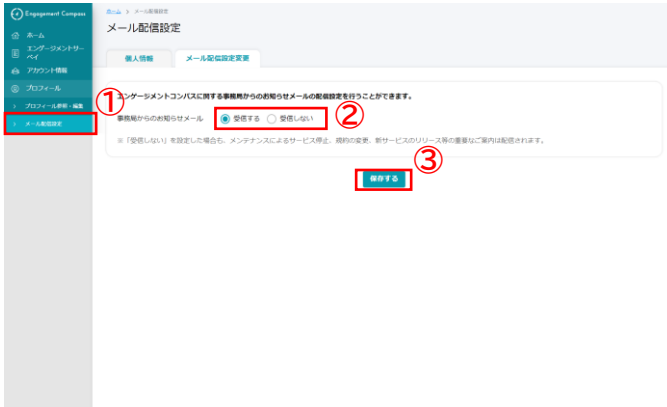 Engagement Compass
ホーム
エンゲージメントサーベイ
アカウント情報
プロフィール
プロフィール参照・編集
メール配信設定
ホーム > メール配信設定
メール配信設定
個人情報
メール配信設定変更
エンゲージメントコンパスに関する事務局からのお知らせメールの配信設定を行うことができます。
①
事務局からのお知らせメール
受信する
受信しない
②
※「受信しない」を設定した場合も、メンテナンスによるサービス停止、規約の変更、新サービスのリリース等の重要なご案内は配信されます。
③
保存する